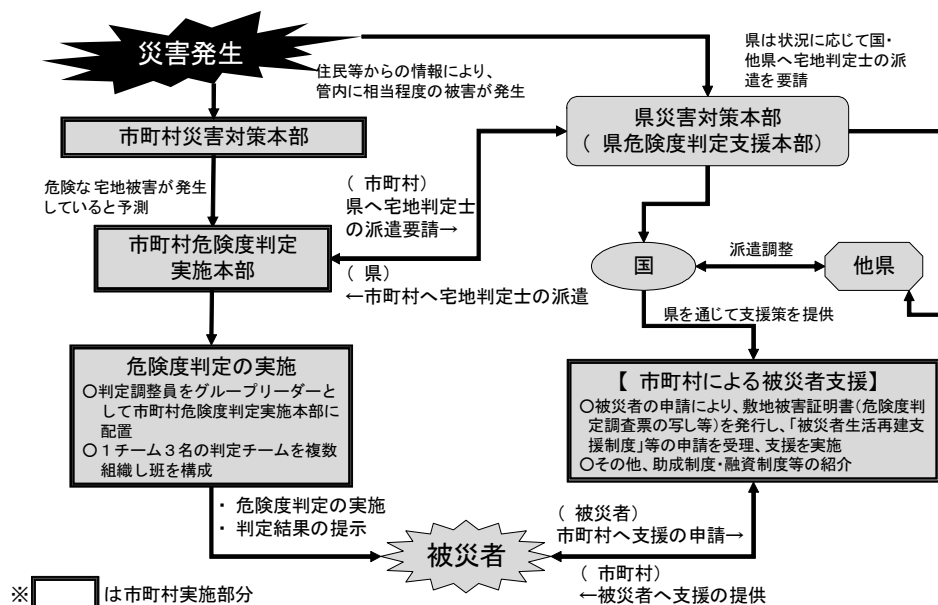 災害発生
住民等からの情報により、
管内に相当程度の被害が発生
県は状況に応じて国・
他県へ宅地判定士の派
遣を要請
市町村災害対策本部
県災害対策本部
（ 県危険度判定支援本部）
危険な宅地被害が発生
していると予測
（ 市町村）
県へ宅地判定士
の派遣要請→
市町村危険度判定
実施本部
（ 県）
←市町村へ宅地判定士の派遣
国
派遣調整
他県
県を通じて支援策を提供
危険度判定の実施
○判定調整員をグループリーダーと
して市町村危険度判定実施本部に
配置
○１チーム３名の判定チームを複数
組織し班を構成
【 市町村による被災者支援】
○被災者の申請により、敷地被害証明書（危険度判
定調査票の写し等）を発行し、「被災者生活再建支
援制度」等の申請を受理、支援を実施
○その他、助成制度・融資制度等の紹介
・ 危険度判定の実施
・ 判定結果の提示
被災者
（ 被災者）
市町村へ支援の申請→
（ 市町村）
←被災者へ支援の提供
※ は市町村実施部分